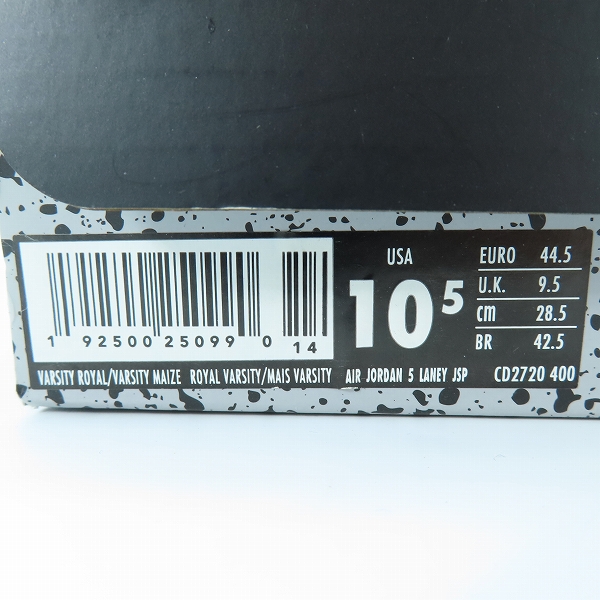 USA
10 5
EURO 44.5
U.K. 9.5
cm 28.5
BR 42.5
1 92500 25099 0 14
VARSITY ROYAL/VARSITY MAIZE ROYAL VARSITY/MAIS VARSITY AIR JORDAN 5 LANEY JSP CD2720 400